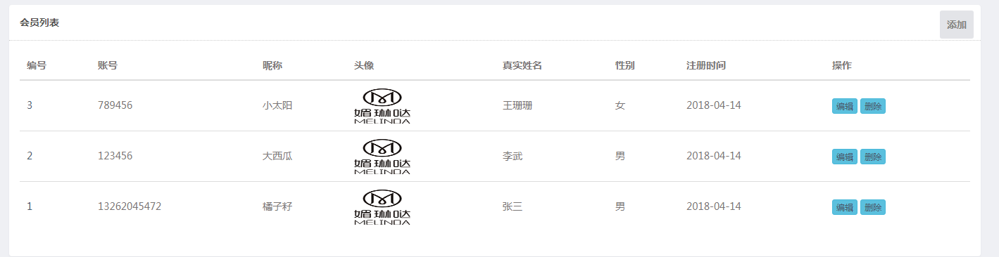 会员列表 添加
编号 账号 昵称 头像 真实姓名 性别 注册时间 操作
3 789456 小太阳 媚琳哒 MELINDA 王珊珊 女 2018-04-14 编辑 删除
2 123456 大西瓜 媚琳哒 MELINDA 李武 男 2018-04-14 编辑 删除
1 13262045472 橘子籽 媚琳哒 MELINDA 张三 男 2018-04-14 编辑 删除